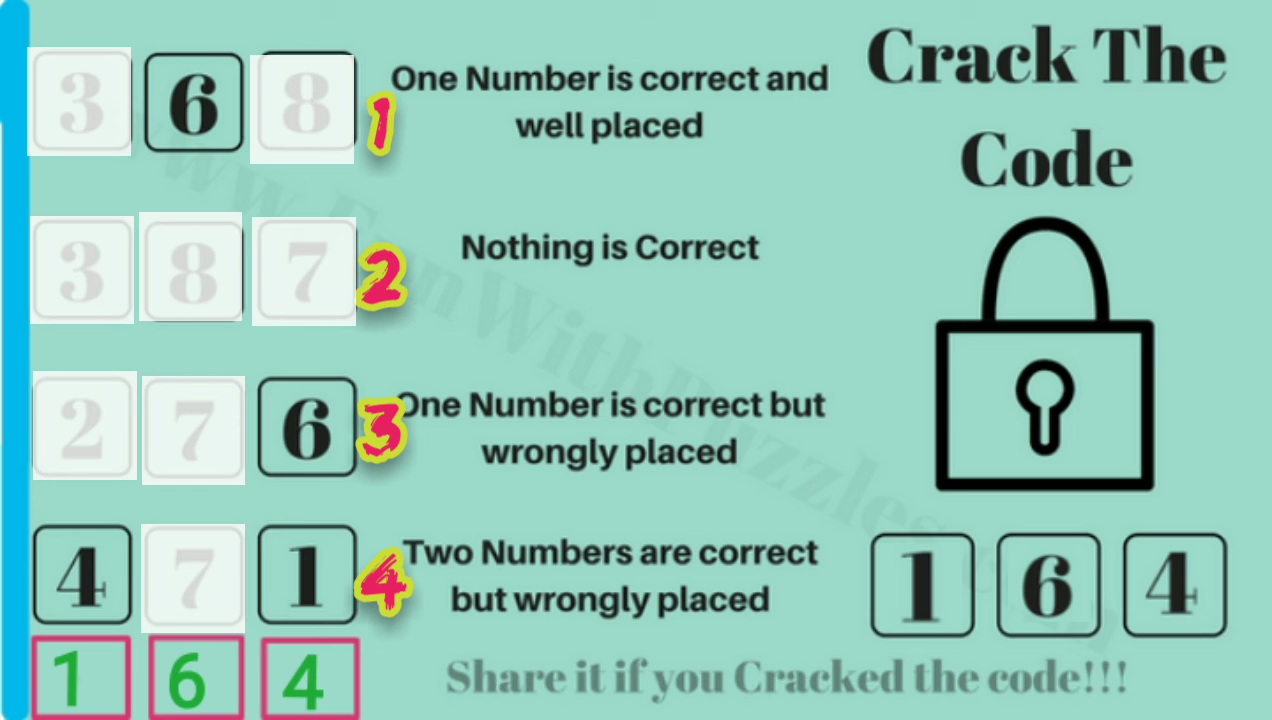 Crack The
Code
3 6 8 1 One Number is correct and
well placed
3 8 7 2 Nothing is Correct
2 7 6 3 One Number is correct but
wrongly placed
4 7 1 4 Two Numbers are correct
but wrongly placed
1 6 4
1 6 4
Share it if you Cracked the code!!!